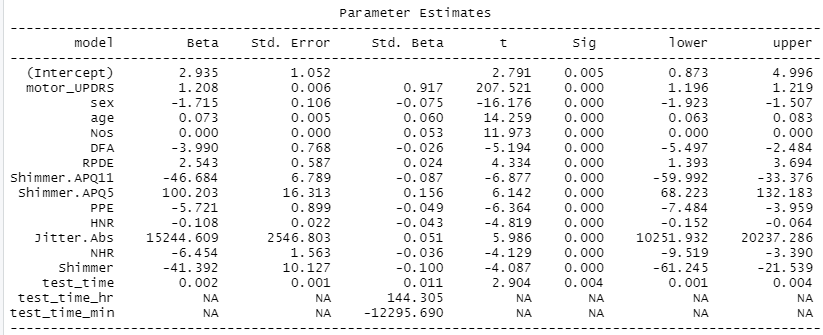 Parameter Estimates
model Beta Std. Error Std. Beta t Sig lower upper
(Intercept) 2.935 1.052 2.791 0.005 0.873 4.996
motor_UPDRS 1.208 0.006 0.917 207.521 0.000 1.196 1.219
sex -1.715 0.106 -0.075 -16.176 0.000 -1.923 -1.507
age 0.073 0.005 0.060 14.259 0.000 0.063 0.083
Nos 0.000 0.000 0.053 11.973 0.000 0.000 0.000
DFA -3.990 0.768 -0.026 -5.194 0.000 -5.497 -2.484
RPDE 2.543 0.587 0.024 4.334 0.000 1.393 3.694
Shimmer.APQ11 -46.684 6.789 -0.087 -6.877 0.000 -59.992 -33.376
Shimmer.APQ5 100.203 16.313 0.156 6.142 0.000 68.223 132.183
PPE -5.721 0.899 -0.049 -6.364 0.000 -7.484 -3.959
HNR -0.108 0.022 -0.043 -4.819 0.000 -0.152 -0.064
Jitter.Abs 15244.609 2546.803 0.051 5.986 0.000 10251.932 20237.286
NHR -6.454 1.563 -0.036 -4.129 0.000 -9.519 -3.390
Shimmer -41.392 10.127 -0.100 -4.087 0.000 -61.245 -21.539
test_time 0.002 0.001 0.011 2.904 0.004 0.001 0.004
test_time_hr NA NA 144.305 NA NA NA NA
test_time_min NA NA -12295.690 NA NA NA NA